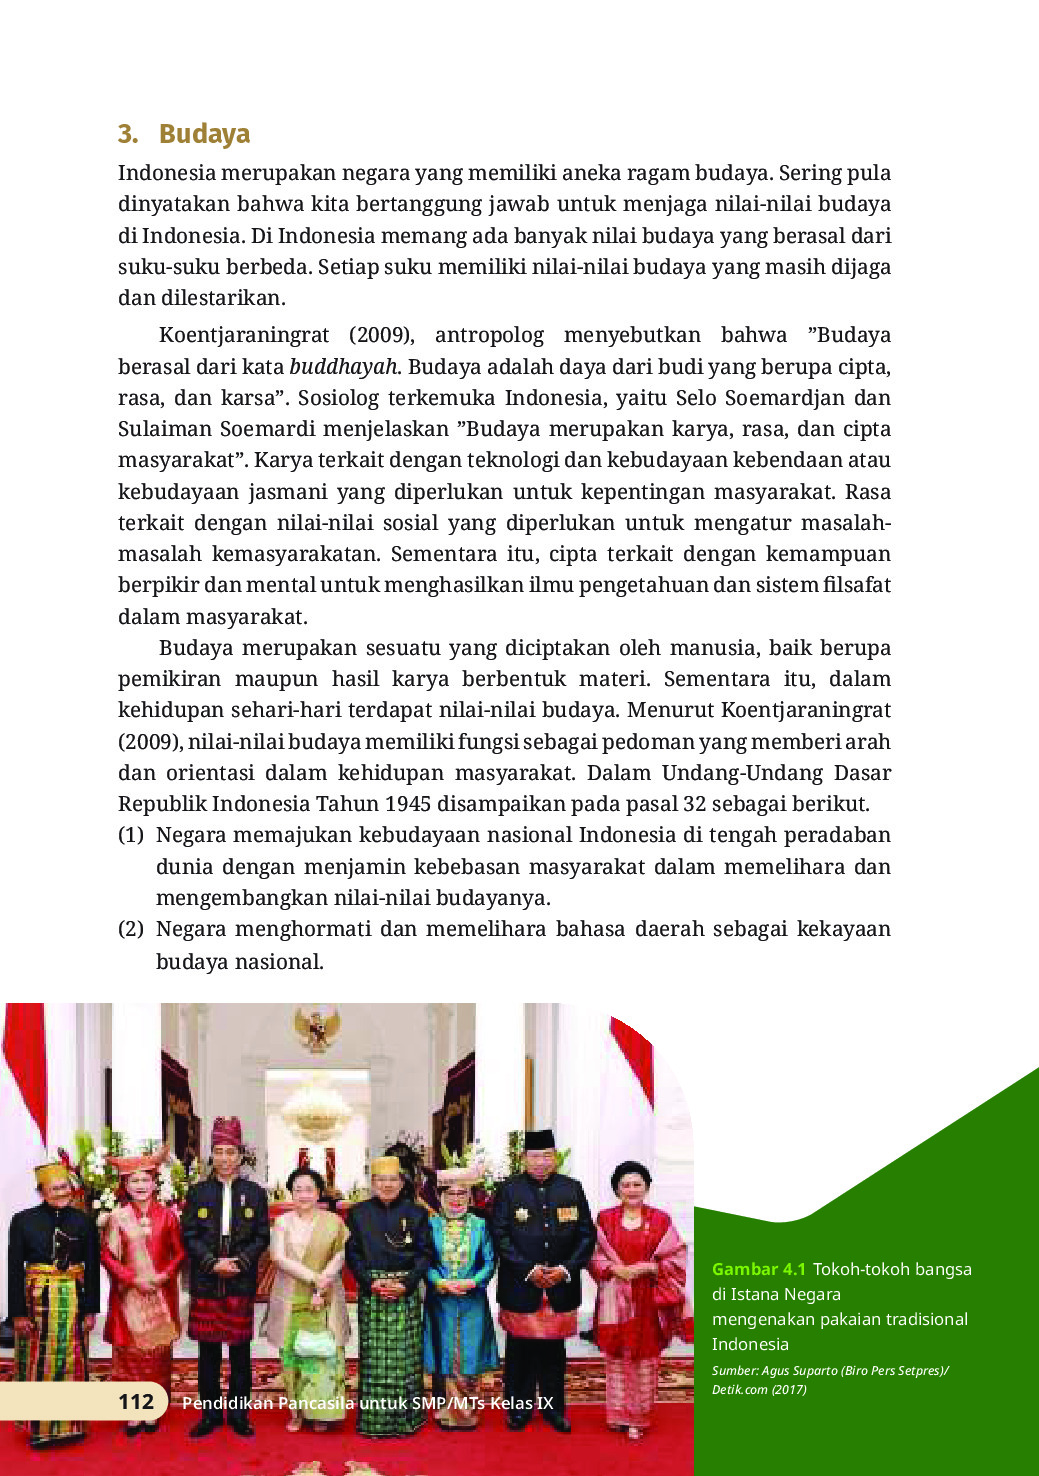 3. Budaya
Indonesia merupakan negara yang memiliki aneka ragam budaya. Sering pula
dinyatakan bahwa kita bertanggung jawab untuk menjaga nilai-nilai budaya
di Indonesia. Di Indonesia memang ada banyak nilai budaya yang berasal dari
suku-suku berbeda. Setiap suku memiliki nilai-nilai budaya yang masih dijaga
dan dilestarikan.
Koentjaraningrat (2009), antropolog menyebutkan bahwa ”Budaya
berasal dari kata buddhayah. Budaya adalah daya dari budi yang berupa cipta,
rasa, dan karsa”. Sosiolog terkemuka Indonesia, yaitu Selo Soemardjan dan
Sulaiman Soemardi menjelaskan ”Budaya merupakan karya, rasa, dan cipta
masyarakat”. Karya terkait dengan teknologi dan kebudayaan kebendaan atau
kebudayaan jasmani yang diperlukan untuk kepentingan masyarakat. Rasa
terkait dengan nilai-nilai sosial yang diperlukan untuk mengatur masalah-
masalah kemasyarakatan. Sementara itu, cipta terkait dengan kemampuan
berpikir dan mental untuk menghasilkan ilmu pengetahuan dan sistem filsafat
dalam masyarakat.
Budaya merupakan sesuatu yang diciptakan oleh manusia, baik berupa
pemikiran maupun hasil karya berbentuk materi. Sementara itu, dalam
kehidupan sehari-hari terdapat nilai-nilai budaya. Menurut Koentjaraningrat
(2009), nilai-nilai budaya memiliki fungsi sebagai pedoman yang memberi arah
dan orientasi dalam kehidupan masyarakat. Dalam Undang-Undang Dasar
Republik Indonesia Tahun 1945 disampaikan pada pasal 32 sebagai berikut.
(1) Negara memajukan kebudayaan nasional Indonesia di tengah peradaban
dunia dengan menjamin kebebasan masyarakat dalam memelihara dan
mengembangkan nilai-nilai budayanya.
(2) Negara menghormati dan memelihara bahasa daerah sebagai kekayaan
budaya nasional.
Gambar 4.1 Tokoh-tokoh bangsa
di Istana Negara
mengenakan pakaian tradisional
Indonesia
Sumber: Agus Suparto (Biro Pers Setpres)/
Detik.com (2017)
112 Pendidikan Pancasila untuk SMP/MTs Kelas IX